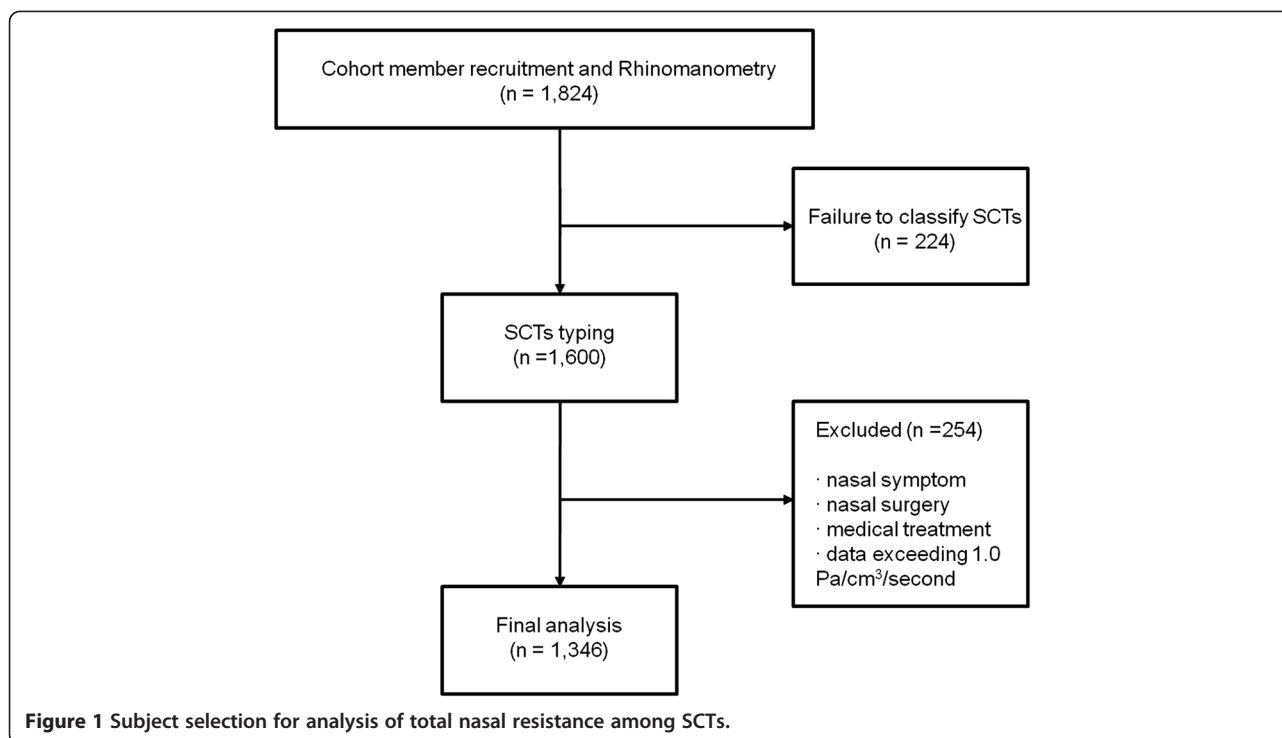 Cohort member recruitment and Rhinomanometry
(n = 1,824)
Failure to classify SCTs
(n = 224)
SCTs typing
(n =1,600)
Excluded (n =254)
· nasal symptom
· nasal surgery
· medical treatment
· data exceeding 1.0
Pa/cm³/second
Final analysis
(n = 1,346)
Figure 1 Subject selection for analysis of total nasal resistance among SCTs.